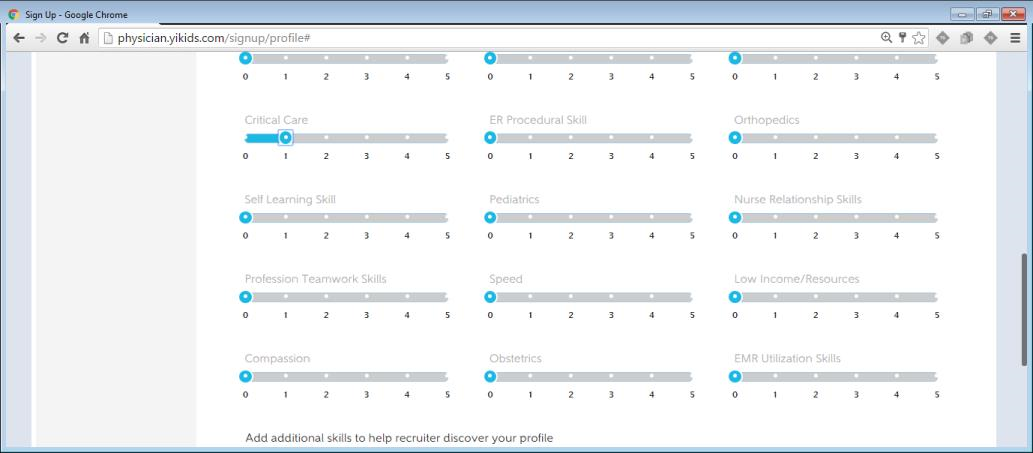 Sign Up - Google Chrome
physician.yikids.com/signup/profile#
0 1 2 3 4 5 0 1 2 3 4 5 0 1 2 3 4 5
Critical Care ER Procedural Skill Orthopedics
0 1 2 3 4 5 0 1 2 3 4 5 0 1 2 3 4 5
Self Learning Skill Pediatrics Nurse Relationship Skills
0 1 2 3 4 5 0 1 2 3 4 5 0 1 2 3 4 5
Profession Teamwork Skills Speed Low Income/Resources
0 1 2 3 4 5 0 1 2 3 4 5 0 1 2 3 4 5
Compassion Obstetrics EMR Utilization Skills
0 1 2 3 4 5 0 1 2 3 4 5 0 1 2 3 4 5
Add additional skills to help recruiter discover your profile